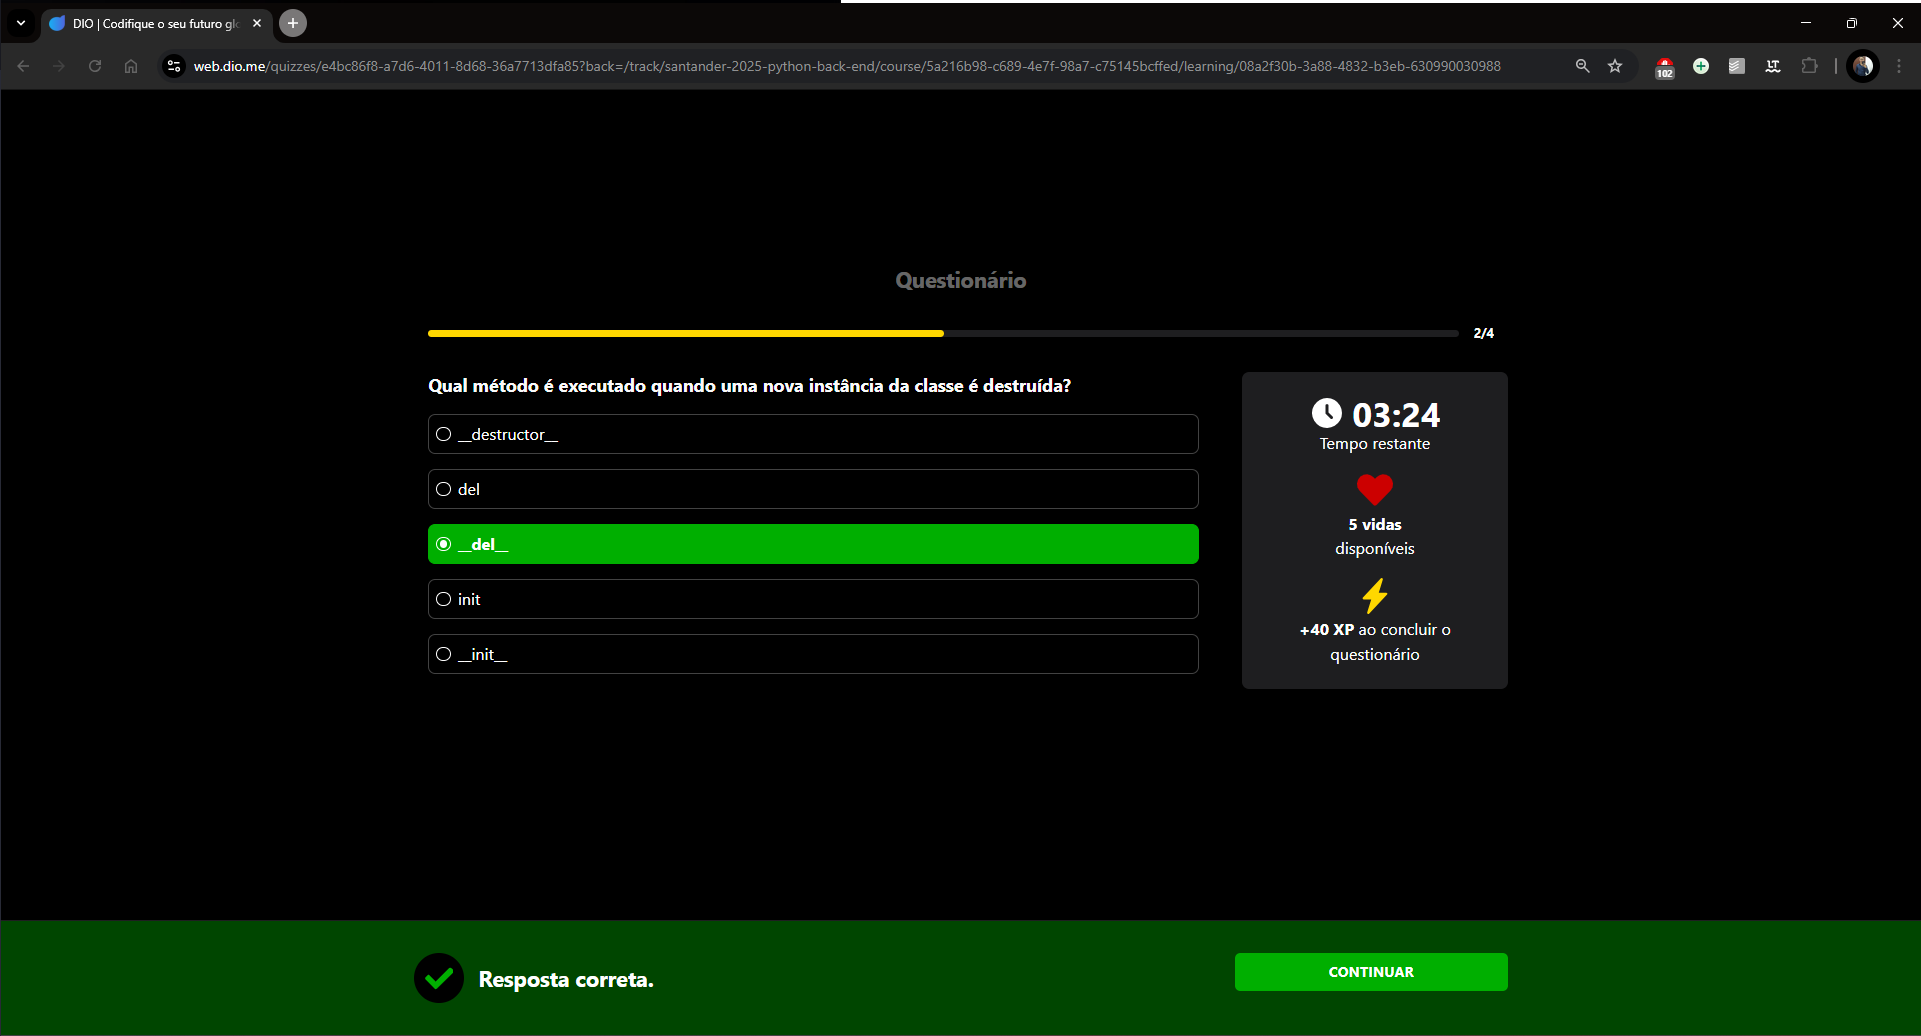 DIO | Codifique o seu futuro glo
web.dio.me/quizzes/e4bc86f8-a7d6-4011-8d68-36a7713dfa85?back=/track/santander-2025-python-back-end/course/5a216b98-c689-4e7f-98a7-c75145bcffed/learning/08a2f30b-3a88-4832-b3eb-630990030988
102
Questionário
2/4
Qual método é executado quando uma nova instância da classe é destruída?
__destructor__
del
__del__
init
__init__
03:24
Tempo restante
5 vidas
disponíveis
+40 XP ao concluir o
questionário
Resposta correta.
CONTINUAR